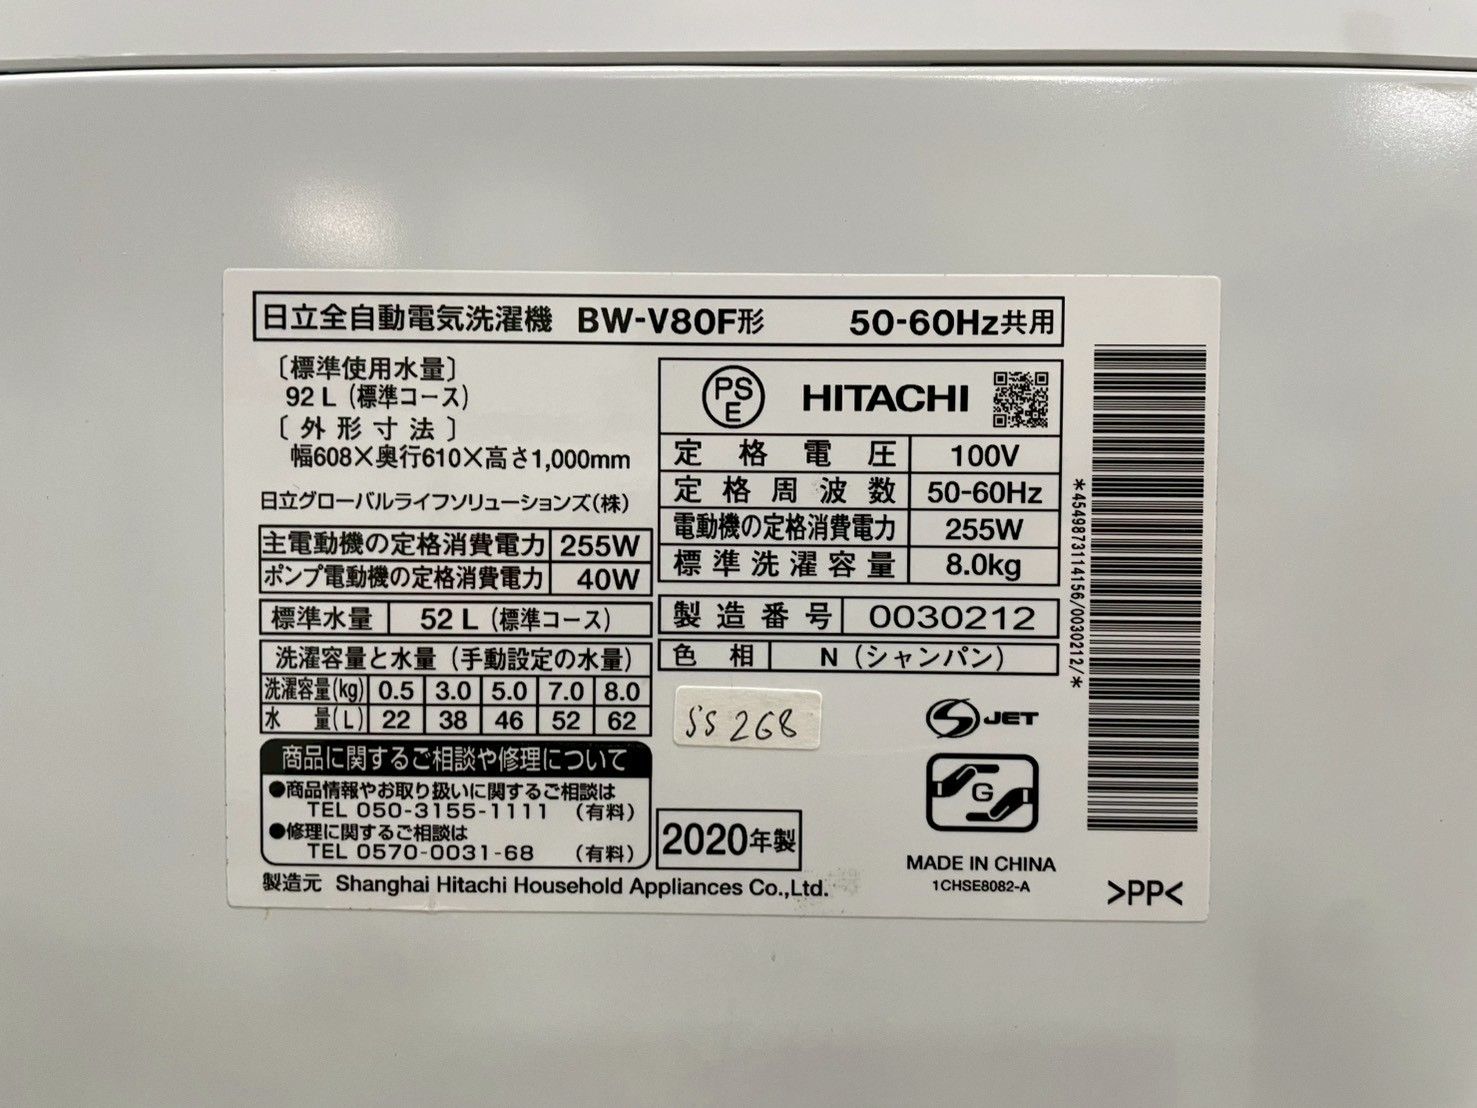 日立全自動電気洗濯機 BW-V80F形 50-60Hz共用
〔標準使用水量〕
92 L (標準コース)
〔外形寸法〕
幅608×奥行610×高さ1,000mm
日立グローバルライフソリューションズ(株)
主電動機の定格消費電力 255W
ポンプ電動機の定格消費電力 40W
標準水量 52 L (標準コース)
洗濯容量と水量 (手動設定の水量)
洗濯容量(kg) 0.5 3.0 5.0 7.0 8.0
水量(L) 22 38 46 52 62
商品に関するご相談や修理について
●商品情報やお取り扱いに関するご相談は
TEL 050-3155-1111 (有料)
●修理に関するご相談は
TEL 0570-0031-68 (有料)
製造元 Shanghai Hitachi Household Appliances Co.,Ltd.
PS E HITACHI
定格電圧 100V
定格周波数 50-60Hz
電動機の定格消費電力 255W
標準洗濯容量 8.0kg
製造番号 0030212
色相 N (シャンパン)
SS 268
2020年製
S JET
G
MADE IN CHINA
1CHSE8082-A
*4549873114156/0030212/*
>PP<